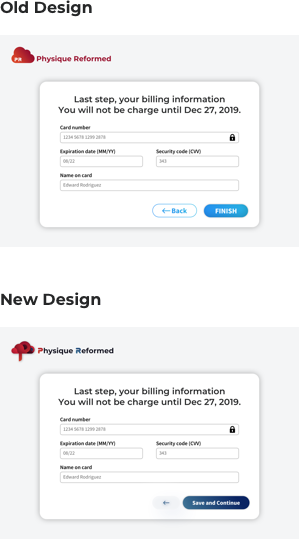 Old Design
PR
Physique Reformed
Last step, your billing information
You will not be charge until Dec 27, 2019.
Card number
1234 5678 1209 2878
Expiration date (MM/YY) Security code (CVV)
08/22 343
Name on card
Edward Rodriguez
Back FINISH
New Design
Physique Reformed
Last step, your billing information
You will not be charge until Dec 27, 2019.
Card number
1234 5678 1209 2878
Expiration date (MM/YY) Security code (CVV)
08/22 343
Name on card
Edward Rodriguez
Save and Continue